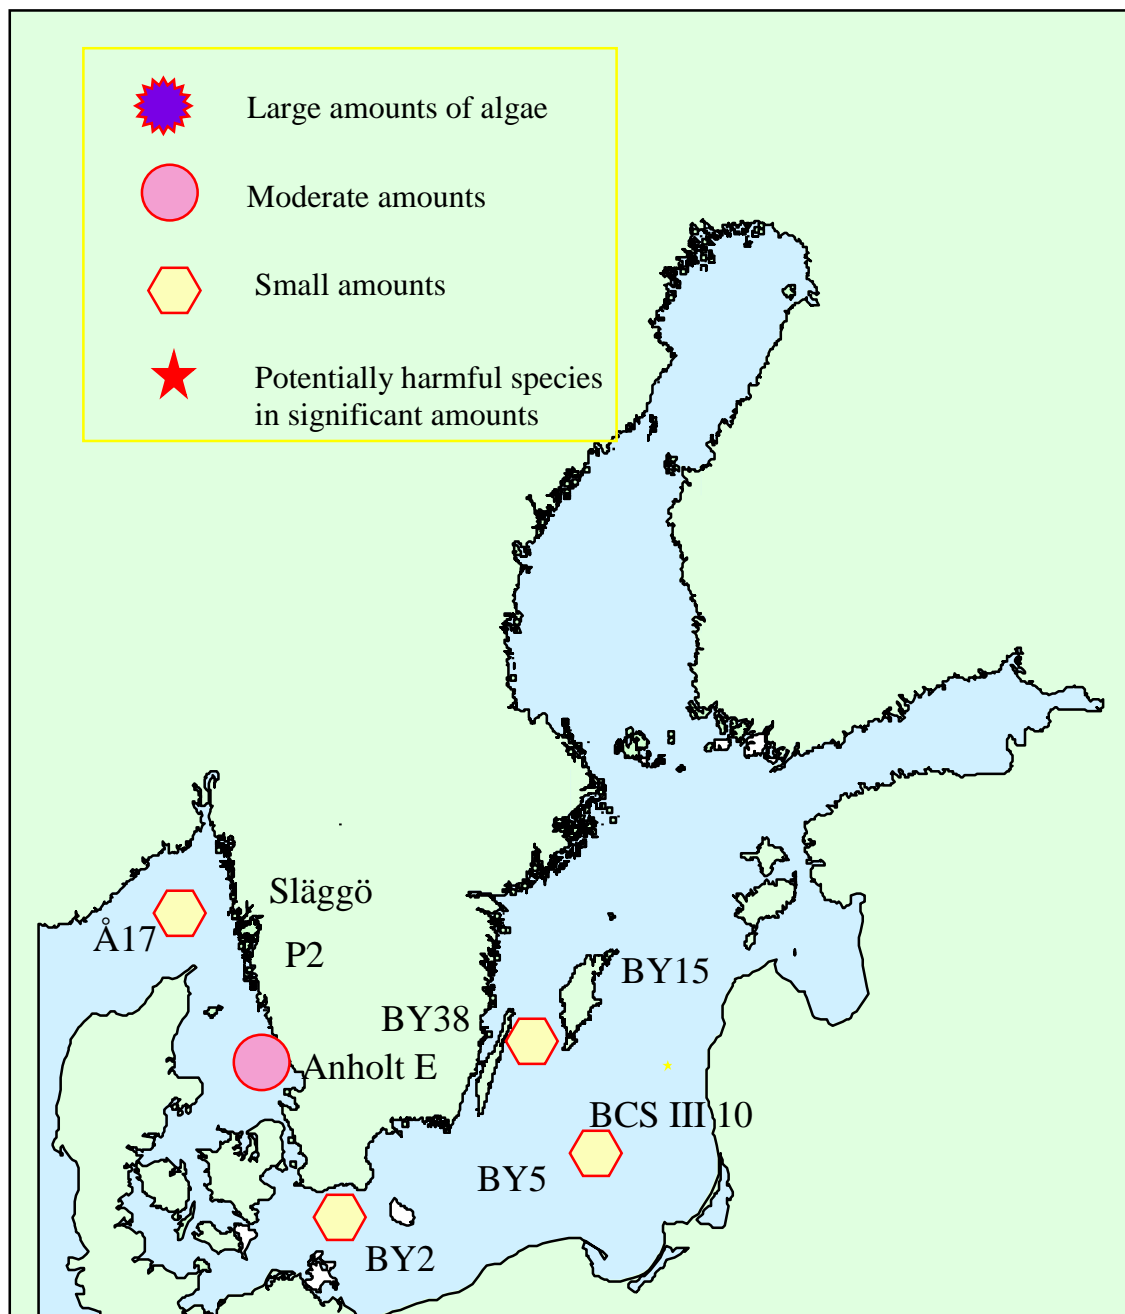 Large amounts of algae
Moderate amounts
Small amounts
Potentially harmful species
in significant amounts
Släggö
Å17
P2
BY15
BY38
Anholt E
BCS III 10
BY5
BY2